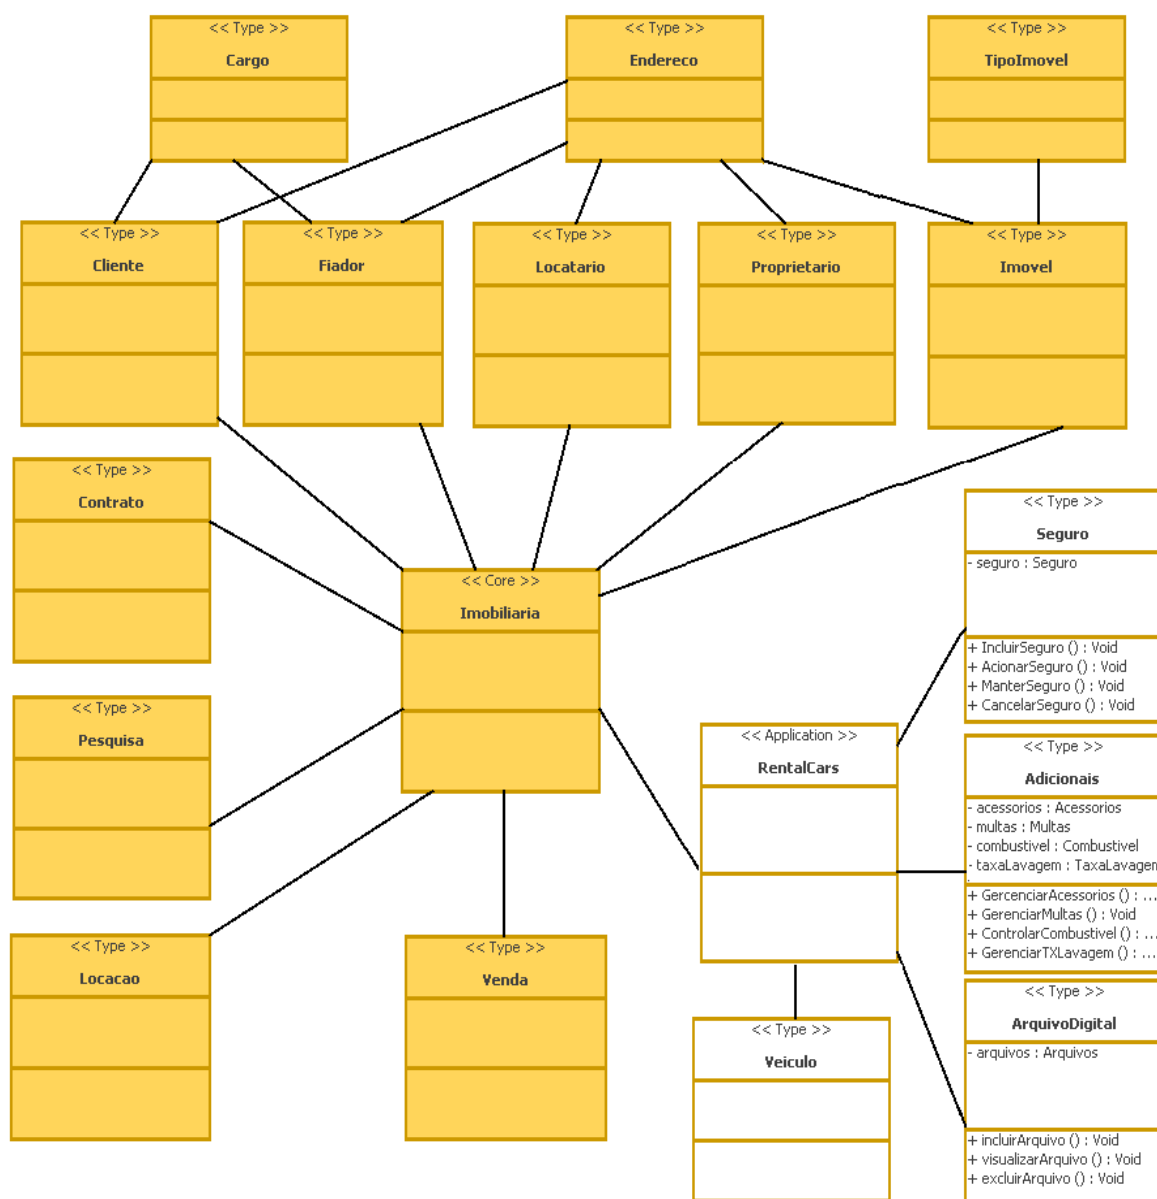 << Type >>
Cargo
<< Type >>
Endereco
<< Type >>
TipoImovel
<< Type >>
Cliente
<< Type >>
Fiador
<< Type >>
Locatario
<< Type >>
Proprietario
<< Type >>
Imovel
<< Type >>
Contrato
<< Core >>
Imobiliaria
<< Type >>
Seguro
- seguro : Seguro
+ IncluirSeguro () : Void
+ AcionarSeguro () : Void
+ ManterSeguro () : Void
+ CancelarSeguro () : Void
<< Type >>
Pesquisa
<< Application >>
RentalCars
<< Type >>
Adicionais
- acessorios : Acessorios
- multas : Multas
- combustivel : Combustivel
- taxaLavagem : TaxaLavagem
+ GercenciarAcessorios () : ...
+ GerenciarMultas () : Void
+ ControlarCombustivel () : ...
+ GerenciarTXLavagem () : ...
<< Type >>
Locacao
<< Type >>
Venda
<< Type >>
Veiculo
<< Type >>
ArquivoDigital
- arquivos : Arquivos
+ incluirArquivo () : Void
+ visualizarArquivo () : Void
+ excluirArquivo () : Void